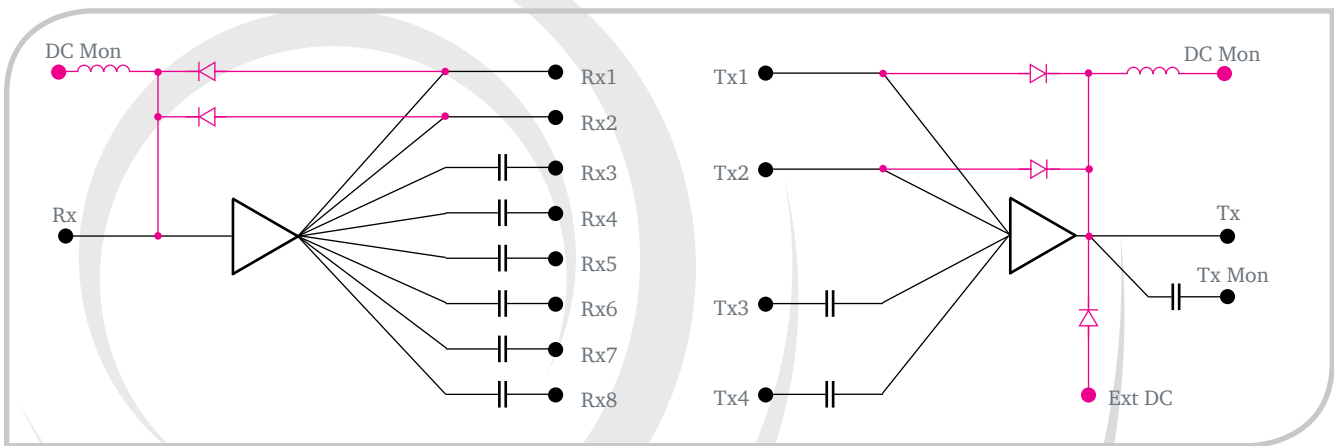 DC Mon
Rx1
Rx2
Rx3
Rx4
Rx5
Rx6
Rx7
Rx8
Rx
DC Mon
Tx1
Tx2
Tx3
Tx4
Tx
Tx Mon
Ext DC